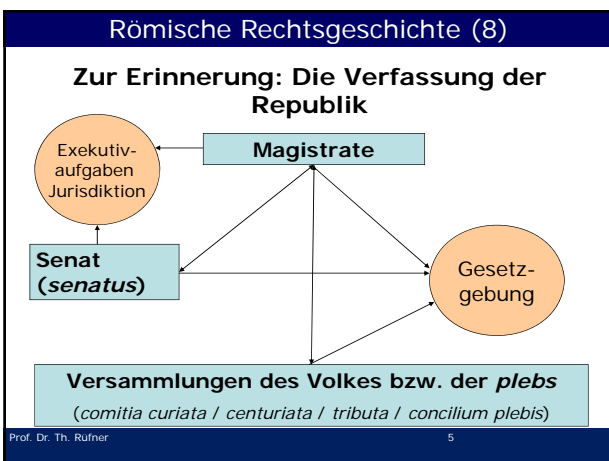 Römische Rechtsgeschichte (8)
Zur Erinnerung: Die Verfassung der
Republik
Exekutiv-
aufgaben
Jurisdiktion
Magistrate
Senat
(senatus)
Gesetz-
gebung
Versammlungen des Volkes bzw. der plebs
(comitia curiata / centuriata / tributa / concilium plebis)
Prof. Dr. Th. Rüfner 5